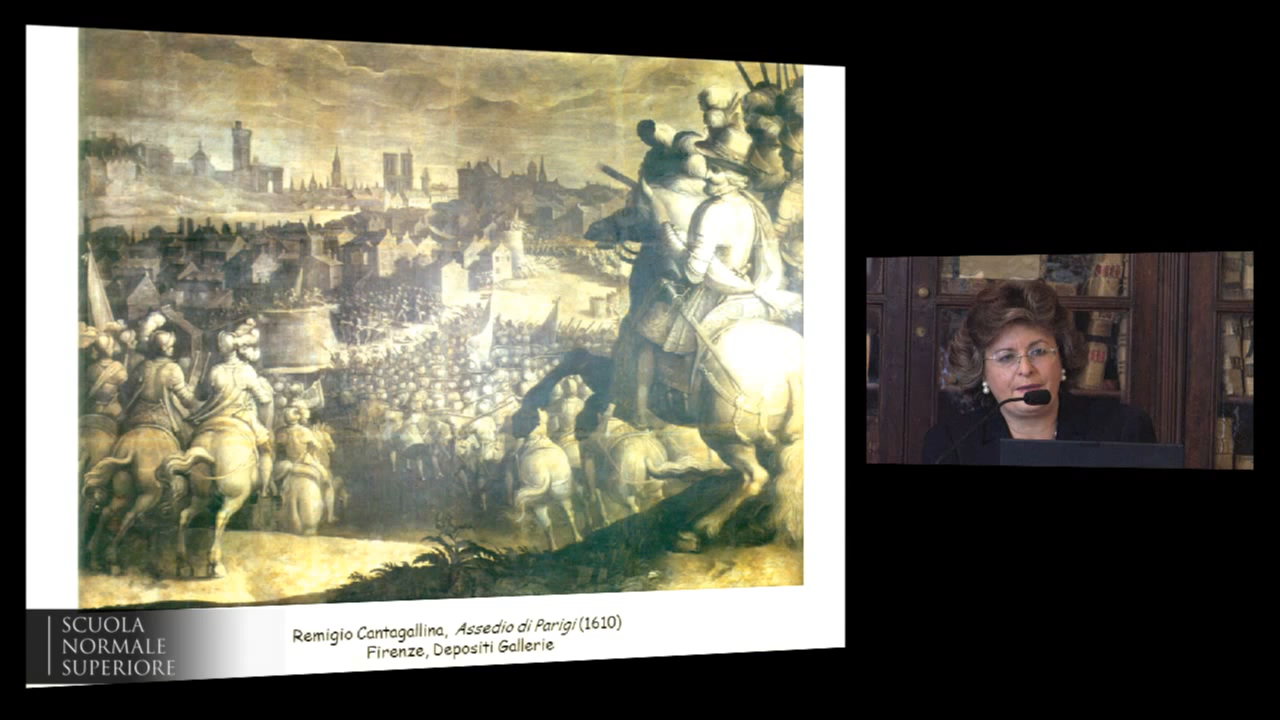 Remigio Cantagallina, Assedio di Parigi (1610)
Firenze, Depositi Gallerie
SCUOLA
NORMALE
SUPERIORE